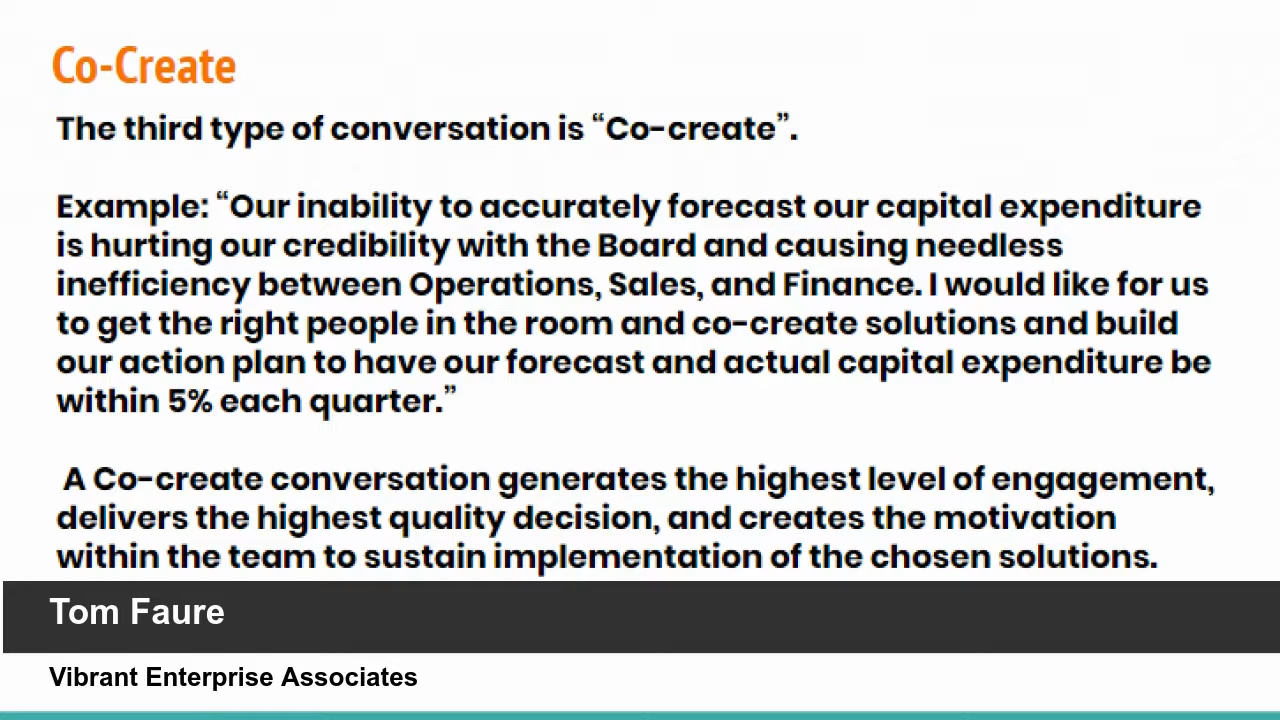 Co-Create
The third type of conversation is “Co-create”.
Example: “Our inability to accurately forecast our capital expenditure
is hurting our credibility with the Board and causing needless
inefficiency between Operations, Sales, and Finance. I would like for us
to get the right people in the room and co-create solutions and build
our action plan to have our forecast and actual capital expenditure be
within 5% each quarter.”
A Co-create conversation generates the highest level of engagement,
delivers the highest quality decision, and creates the motivation
within the team to sustain implementation of the chosen solutions.
Tom Faure
Vibrant Enterprise Associates